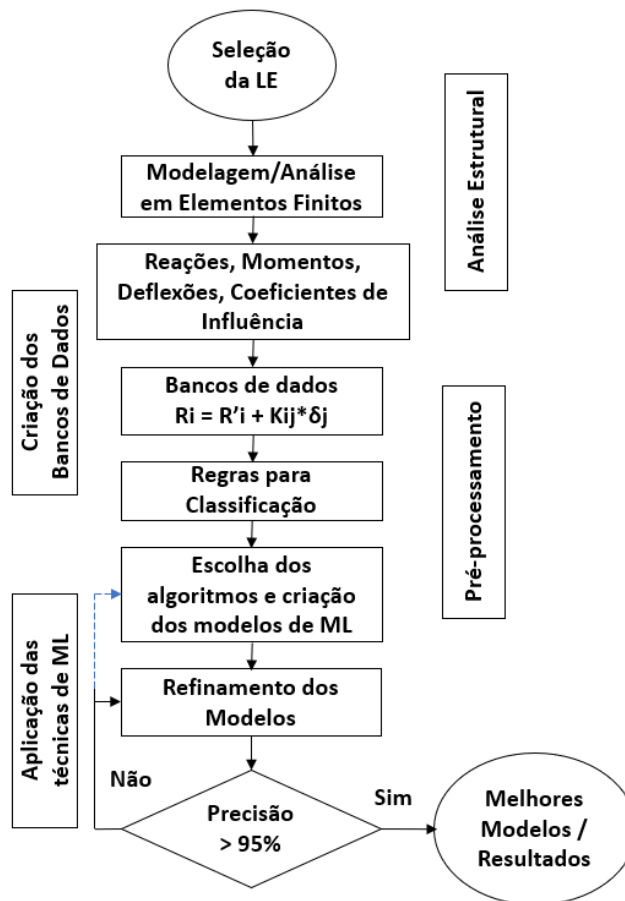 Seleção
da LE
Modelagem/Análise
em Elementos Finitos
Análise Estrutural
Reações, Momentos,
Deflexões, Coeficientes de
Influência
Criação dos
Bancos de Dados
Bancos de dados
Ri = R’i + Kij*δj
Regras para
Classificação
Pré-processamento
Escolha dos
algoritmos e criação
dos modelos de ML
Aplicação das
técnicas de ML
Refinamento dos
Modelos
Não
Precisão
> 95%
Sim
Melhores
Modelos /
Resultados